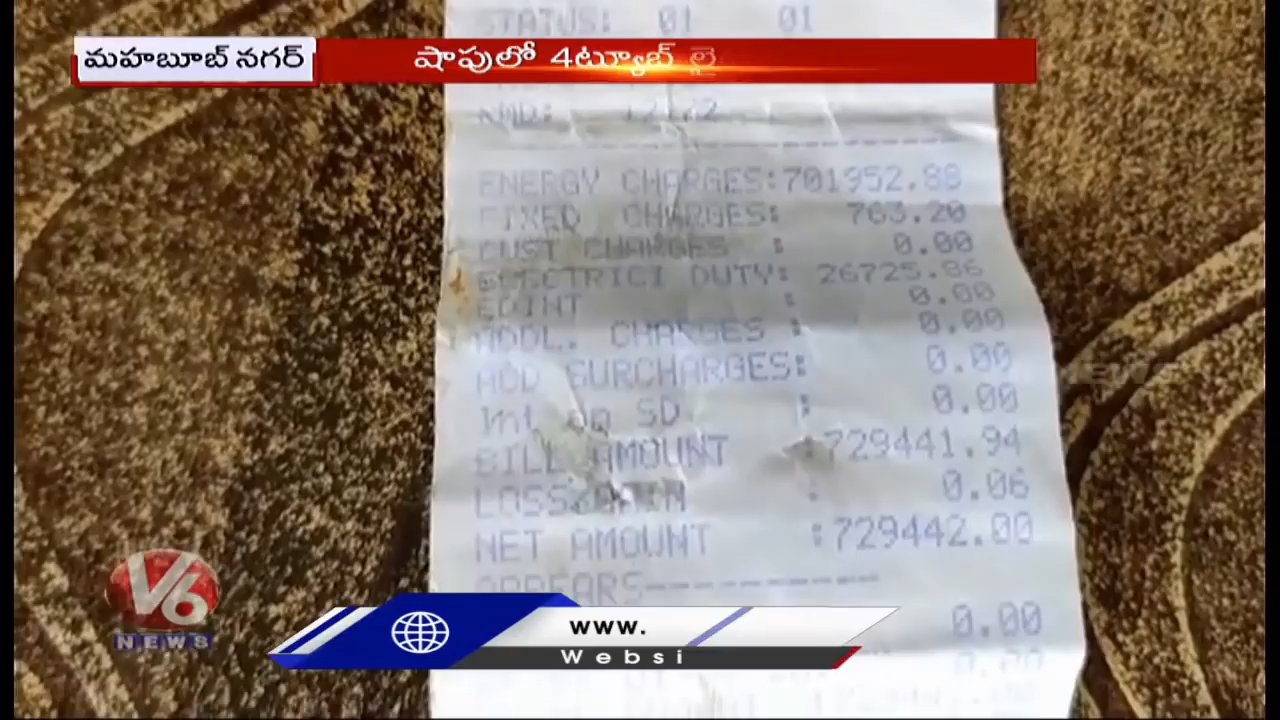 STATUS: 01 01
మహబూబ్ నగర్ షాపులో 4ట్యూబ్ లై
ENERGY CHARGES:701952.88
FIXED CHARGES: 763.20
CUST CHARGES : 0.00
ELECTRICI DUTY: 26725.86
EDINT : 0.00
ADDL. CHARGES : 0.00
ADD SURCHARGES: 0.00
Int on SD : 0.00
BILL AMOUNT :729441.94
LOSS/GAIN : 0.06
NET AMOUNT :729442.00
ARREARS-----------
0.00
V6
NEWS
www.
Websi